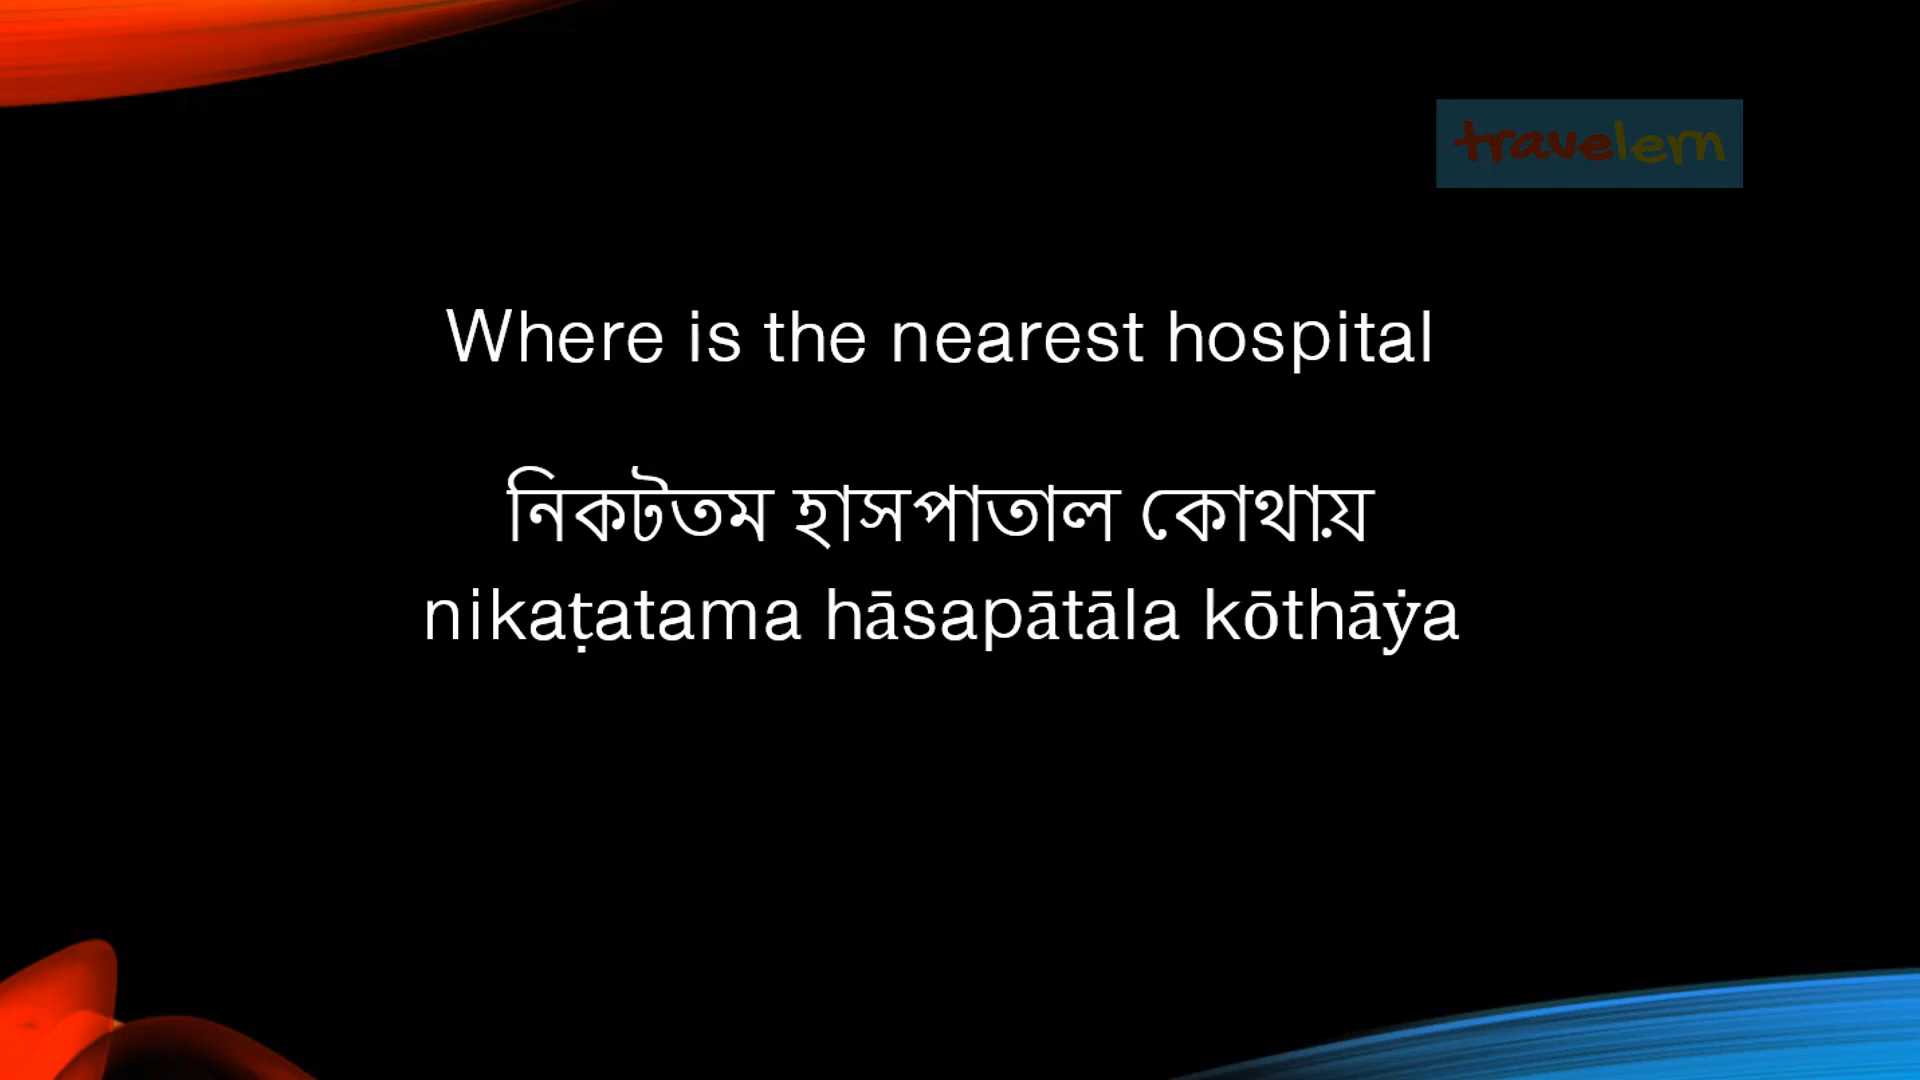 travelern
Where is the nearest hospital
নিকটতম হাসপাতাল কোথায়
nikaṭatama hāsapātāla kōthāẏa